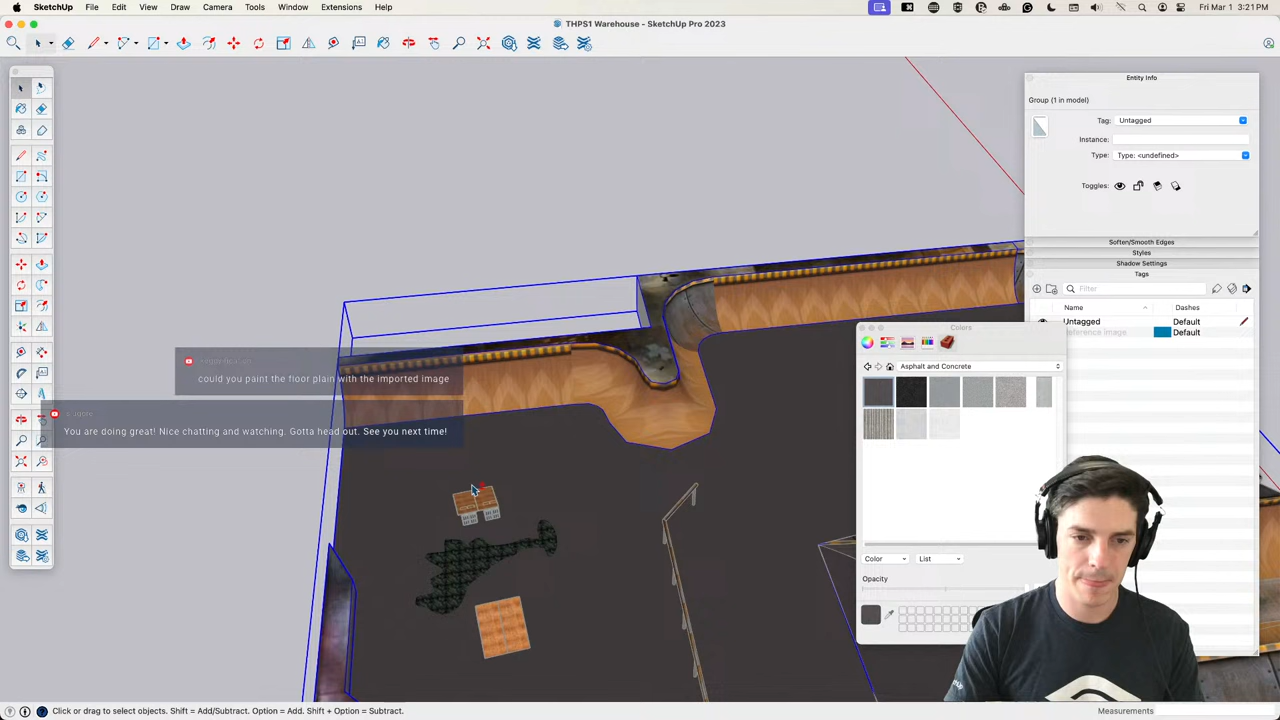 SketchUp File Edit View Draw Camera Tools Window Extensions Help Fri Mar 1 3:21 PM
THPS1 Warehouse - SketchUp Pro 2023
Entity Info
Group (1 in model)
Tag: Untagged
Instance:
Type: Type: <undefined>
Toggles:
Soften/Smooth Edges
Styles
Shadow Settings
Tags
Filter
Name Dashes
Untagged Default
reference image Default
Colors
Asphalt and Concrete
could you paint the floor plain with the imported image
You are doing great! Nice chatting and watching. Gotta head out. See you next time!
Color List
Opacity
Click or drag to select objects. Shift = Add/Subtract. Option = Add. Shift + Option = Subtract. Measurements